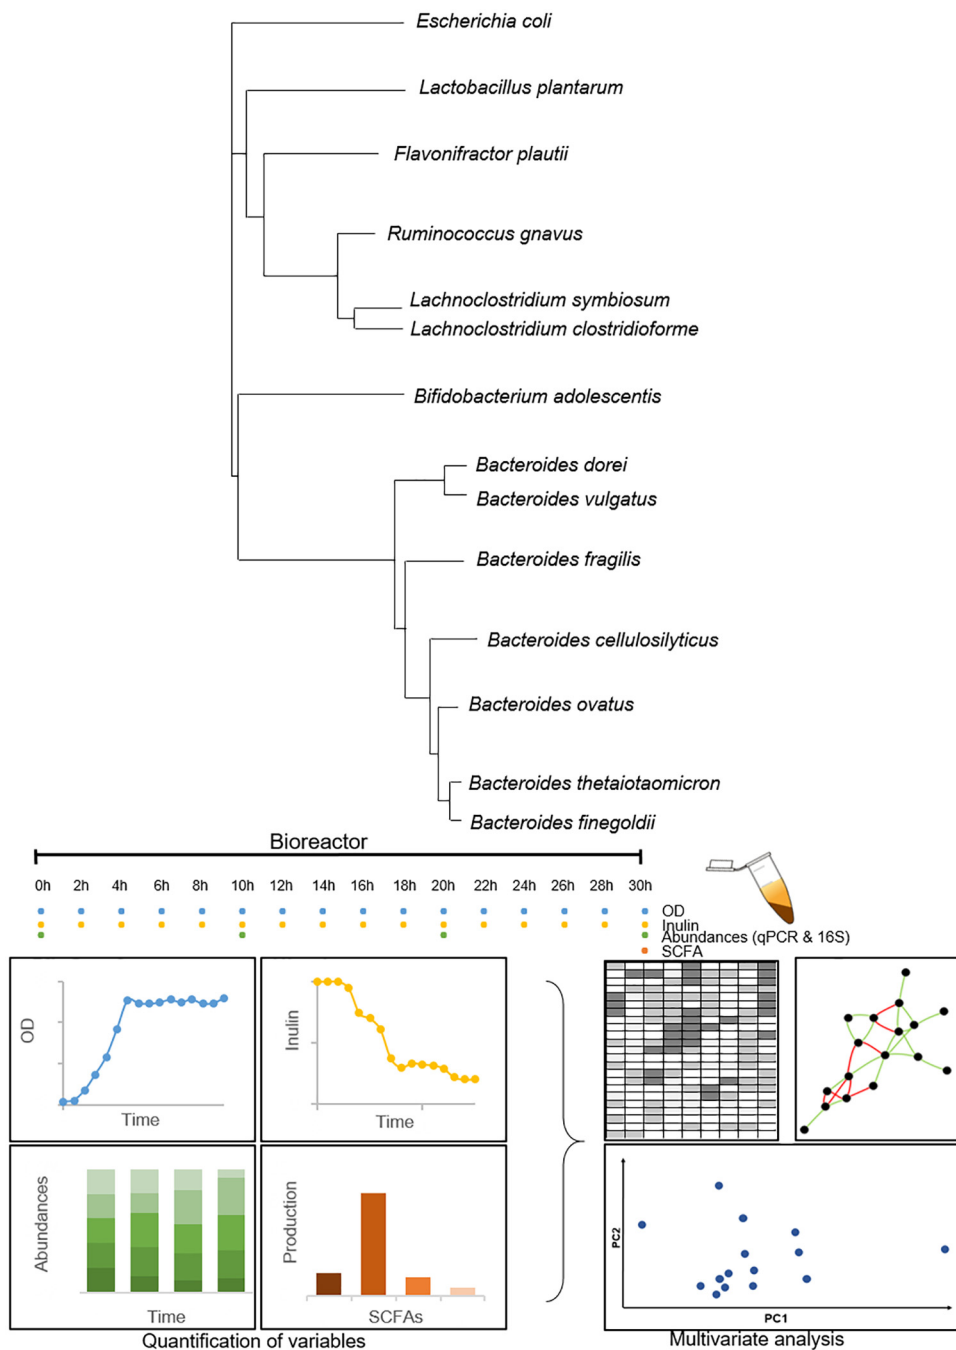 Escherichia coli
Lactobacillus plantarum
Flavonifractor plautii
Ruminococcus gnavus
Lachnoclostridium symbiosum
Lachnoclostridium clostridioforme
Bifidobacterium adolescentis
Bacteroides dorei
Bacteroides vulgatus
Bacteroides fragilis
Bacteroides cellulosilyticus
Bacteroides ovatus
Bacteroides thetaiotaomicron
Bacteroides finegoldii
Bioreactor
0h 2h 4h 6h 8h 10h 12h 14h 16h 18h 20h 22h 24h 26h 28h 30h
OD
Inulin
Abundances (qPCR & 16S)
SCFA
OD
Time
Inulin
Time
Abundances
Time
Production
SCFAs
Quantification of variables
PC2
PC1
Multivariate analysis